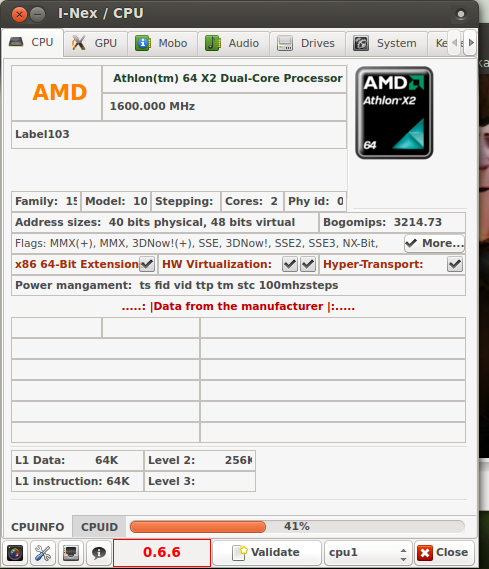 I-Nex / CPU
CPU GPU Mobo Audio Drives System
AMD
Athlon(tm) 64 X2 Dual-Core Processor
1600.000 MHz
AMD
Athlon X2
64
Label103
Family: 15 Model: 10 Stepping: Cores: 2 Phy id: 0
Address sizes: 40 bits physical, 48 bits virtual Bogomips: 3214.73
Flags: MMX(+), MMX, 3DNow!(+), SSE, 3DNow!, SSE2, SSE3, NX-Bit, More...
x86 64-Bit Extension HW Virtualization: Hyper-Transport:
Power mangament: ts fid vid ttp tm stc 100mhzsteps
.....: |Data from the manufacturer |:.....
L1 Data: 64K Level 2: 256K
L1 instruction: 64K Level 3:
CPUINFO CPUID 41%
0.6.6 Validate cpu1 Close